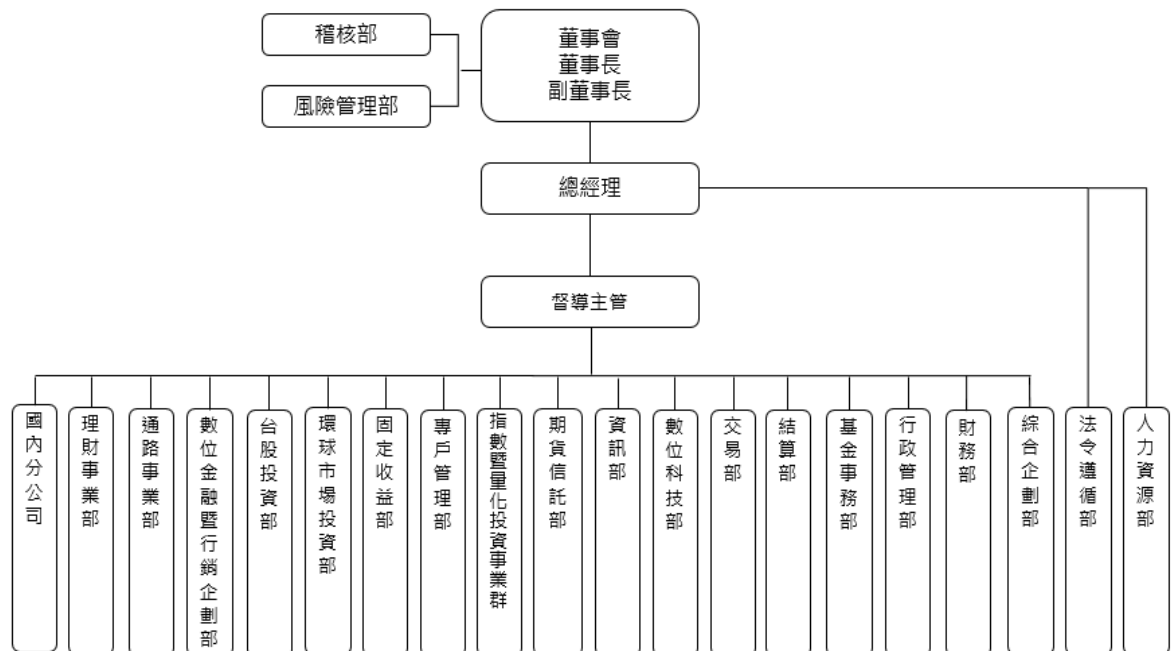 稽核部
風險管理部
董事會
董事長
副董事長
總經理
督導主管
國內分公司
理財事業部
通路事業部
數位金融暨行銷企劃部
台股投資部
環球市場投資部
固定收益部
專戶管理部
指數暨量化投資事業群
期貨信託部
資訊部
數位科技部
交易部
結算部
基金事務部
行政管理部
財務部
綜合企劃部
法令遵循部
人力資源部